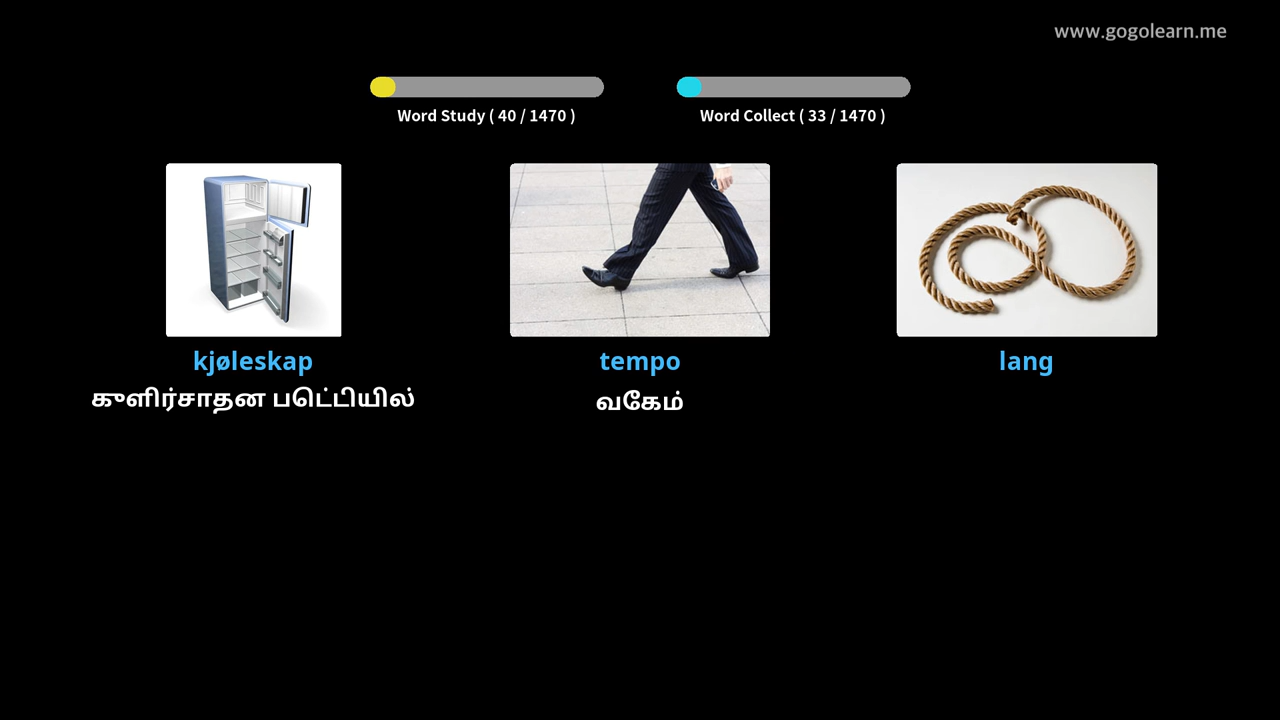 www.gogolearn.me
Word Study ( 40 / 1470 )
Word Collect ( 33 / 1470 )
kjøleskap
tempo
lang
குளிர்சாதன பெட்டியில்
வேகம்